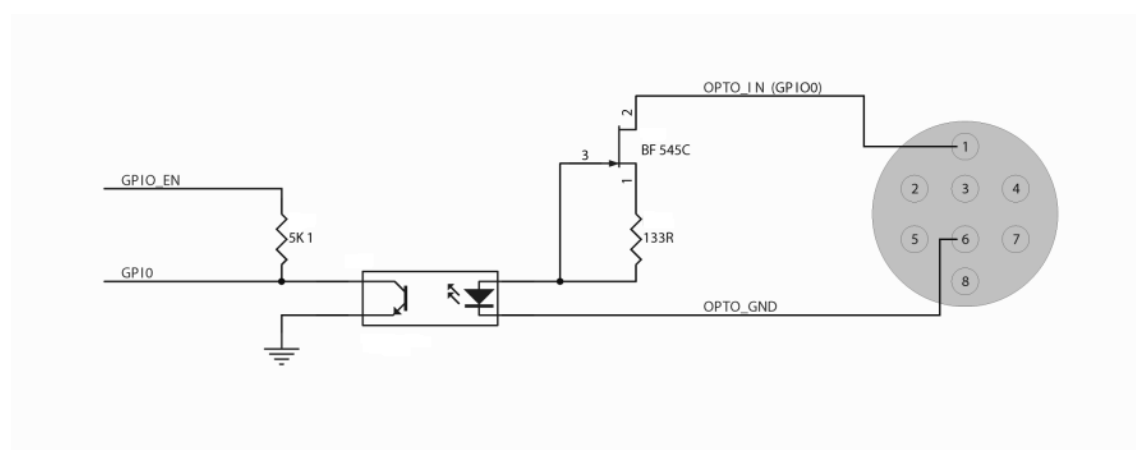 OPTO_IN (GPIO0)
2
BF 545C
3
1
GPIO_EN
5K1
133R
GPIO
OPTO_GND
1
2 3 4
5 6 7
8